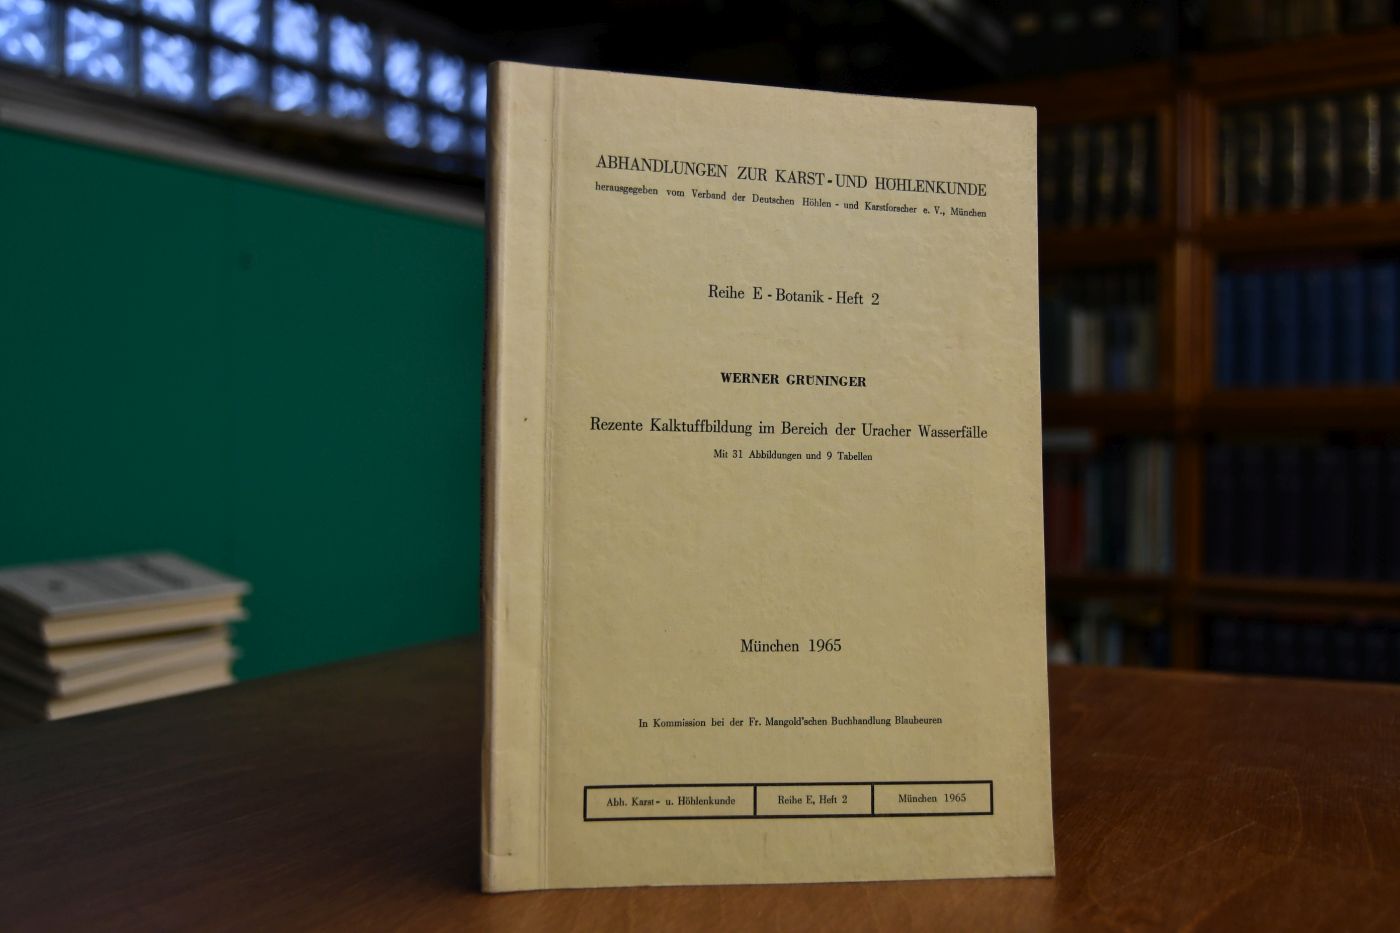 ABHANDLUNGEN ZUR KARST-UND HÖHLENKUNDE
herausgegeben vom Verband der Deutschen Höhlen - und Karstforscher e. V., München
Reihe E - Botanik - Heft 2
WERNER GRÜNINGER
Rezente Kalktuffbildung im Bereich der Uracher Wasserfälle
Mit 31 Abbildungen und 9 Tabellen
München 1965
In Kommission bei der Fr. Mangold'schen Buchhandlung Blaubeuren
Abh. Karst- u. Höhlenkunde
Reihe E, Heft 2
München 1965